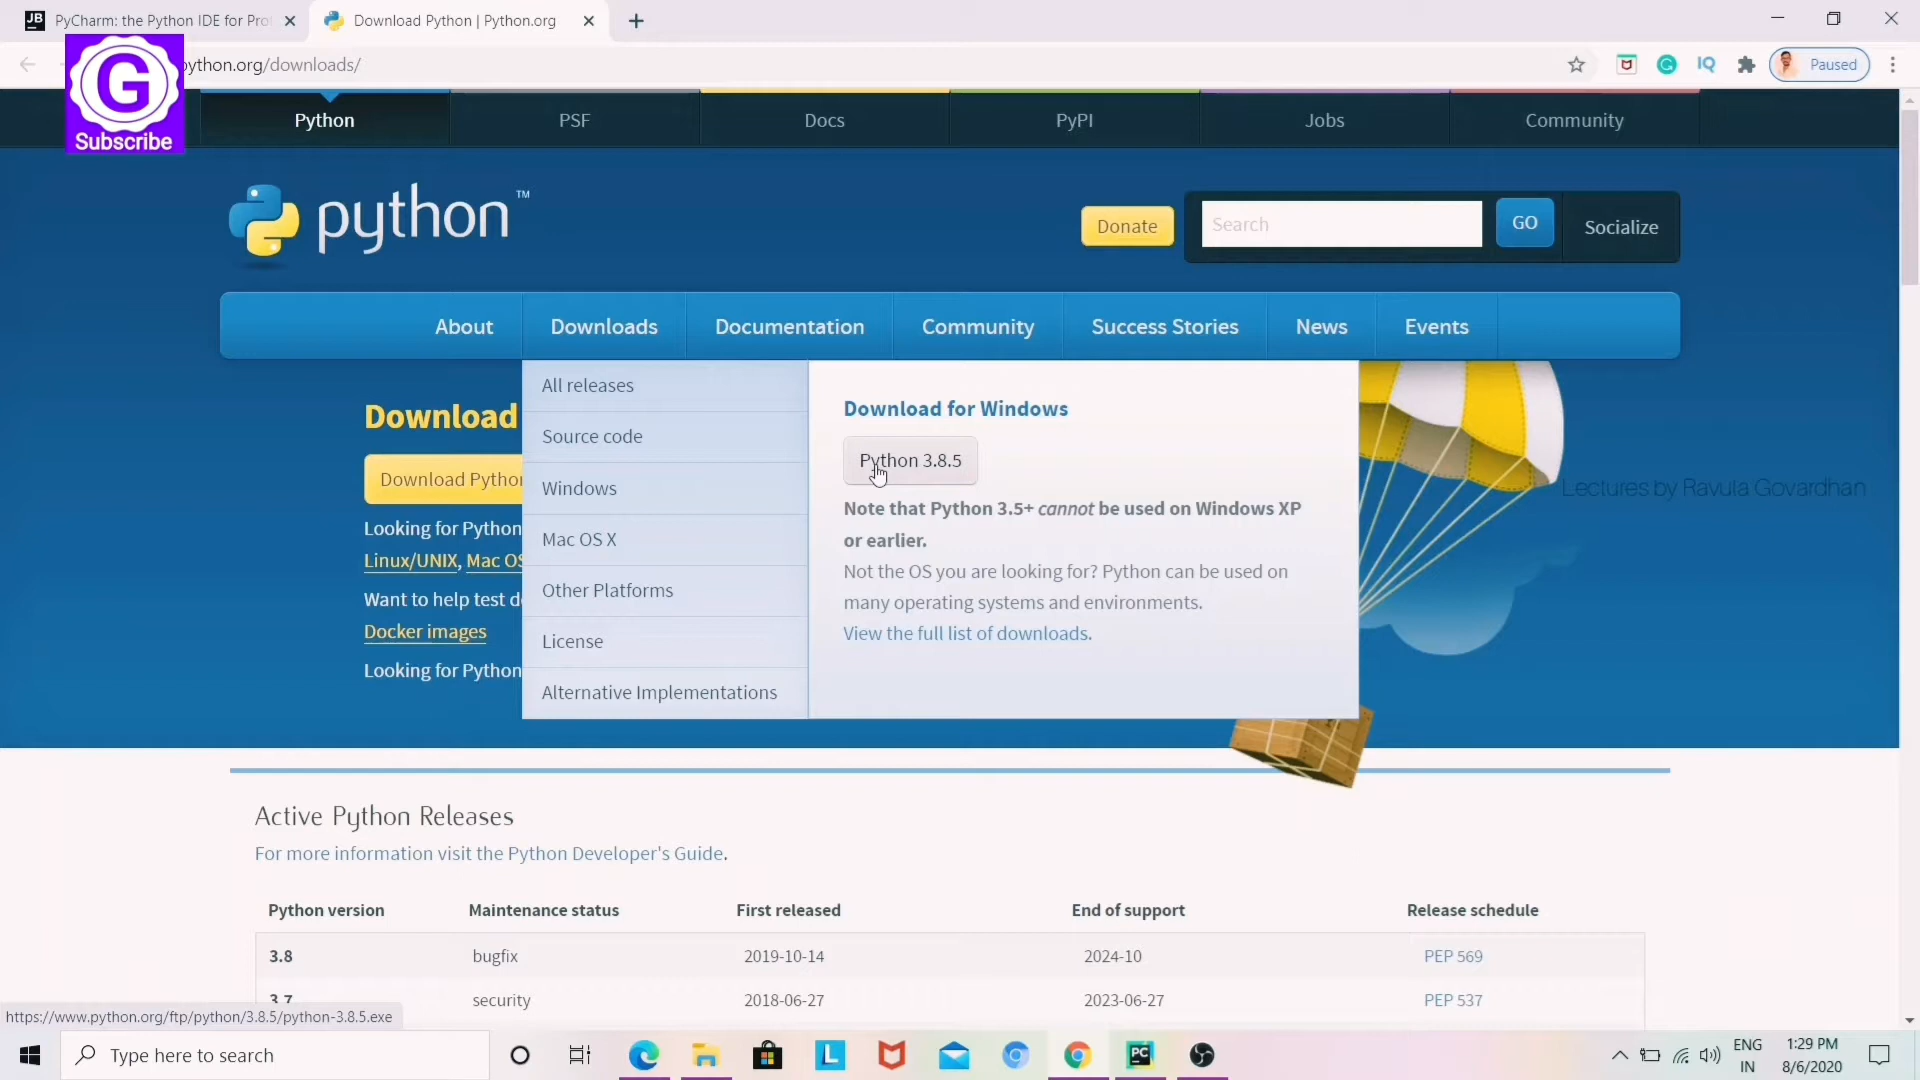 JB PyCharm: the Python IDE for Pro
Download Python | Python.org
ython.org/downloads/
IQ
Paused
G
Subscribe
Python
PSF
Docs
PyPI
Jobs
Community
python™
Donate
Search
GO
Socialize
About
Downloads
Documentation
Community
Success Stories
News
Events
All releases
Source code
Windows
Mac OS X
Other Platforms
License
Alternative Implementations
Download for Windows
Python 3.8.5
Note that Python 3.5+ cannot be used on Windows XP
or earlier.
Not the OS you are looking for? Python can be used on
many operating systems and environments.
View the full list of downloads.
Download
Download Pytho
Looking for Python
Linux/UNIX, Mac OS
Want to help test d
Docker images
Looking for Python
Lectures by Ravula Govardhan
Active Python Releases
For more information visit the Python Developer's Guide.
Python version
Maintenance status
First released
End of support
Release schedule
3.8
bugfix
2019-10-14
2024-10
PEP 569
3.7
security
2018-06-27
2023-06-27
PEP 537
https://www.python.org/ftp/python/3.8.5/python-3.8.5.exe
Type here to search
L
PC
ENG
IN
1:29 PM
8/6/2020